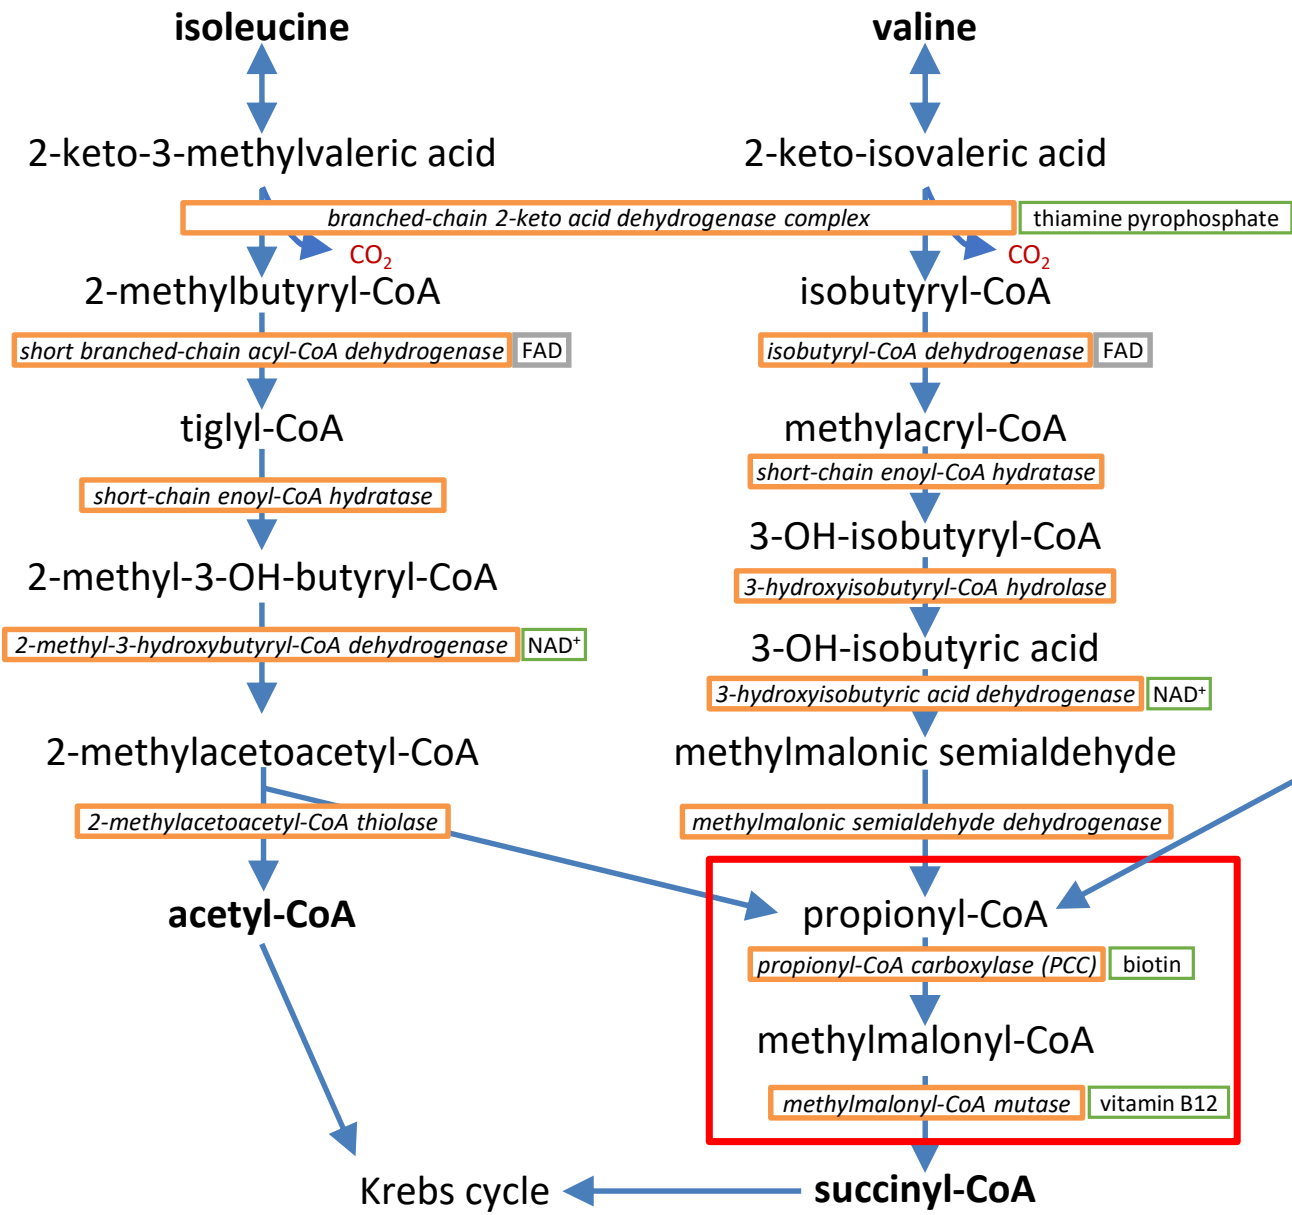 isoleucine
valine
2-keto-3-methylvaleric acid
2-keto-isovaleric acid
branched-chain 2-keto acid dehydrogenase complex
thiamine pyrophosphate
CO₂
CO₂
2-methylbutyryl-CoA
isobutyryl-CoA
short branched-chain acyl-CoA dehydrogenase
FAD
isobutyryl-CoA dehydrogenase
FAD
tiglyl-CoA
methylacryl-CoA
short-chain enoyl-CoA hydratase
short-chain enoyl-CoA hydratase
3-OH-isobutyryl-CoA
2-methyl-3-OH-butyryl-CoA
3-hydroxyisobutyryl-CoA hydrolase
2-methyl-3-hydroxybutyryl-CoA dehydrogenase
NAD⁺
3-OH-isobutyric acid
3-hydroxyisobutyric acid dehydrogenase
NAD⁺
2-methylacetoacetyl-CoA
methylmalonic semialdehyde
2-methylacetoacetyl-CoA thiolase
methylmalonic semialdehyde dehydrogenase
acetyl-CoA
propionyl-CoA
propionyl-CoA carboxylase (PCC)
biotin
methylmalonyl-CoA
methylmalonyl-CoA mutase
vitamin B12
Krebs cycle
succinyl-CoA